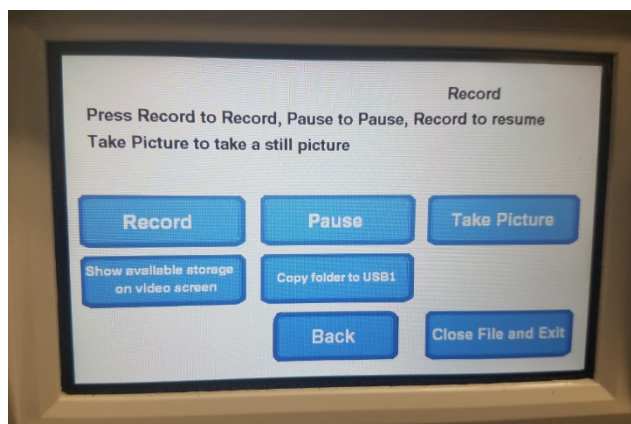 Record
Press Record to Record, Pause to Pause, Record to resume
Take Picture to take a still picture
Record
Pause
Take Picture
Show available storage
on video screen
Copy folder to USB1
Back
Close File and Exit